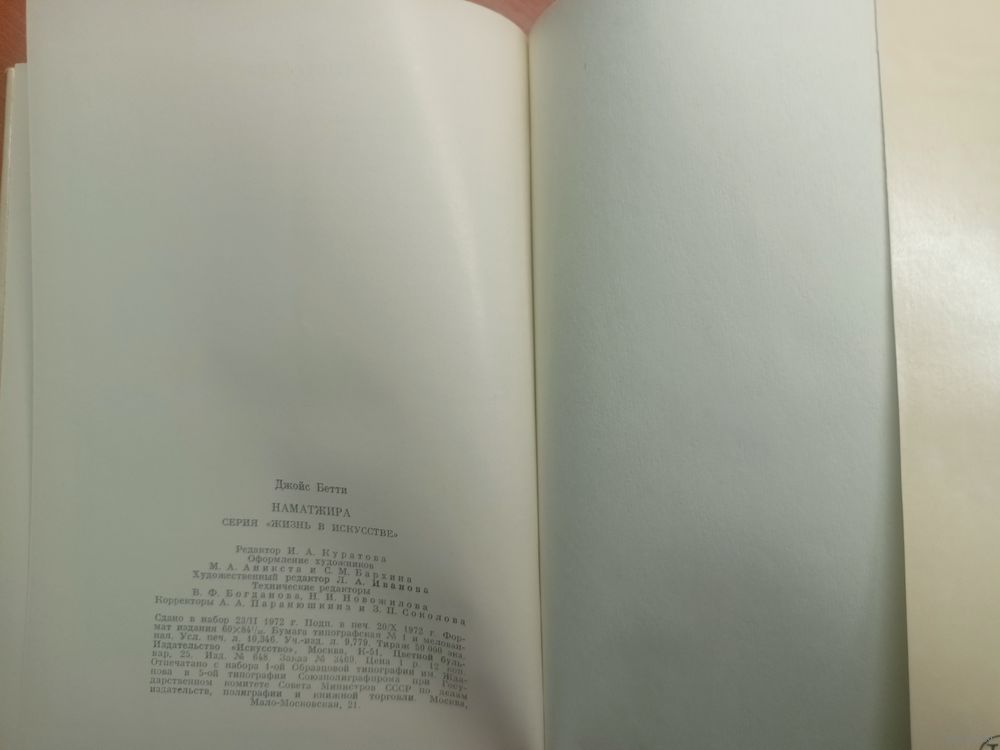 Джойс Бетти
НАМАТЖИРА
СЕРИЯ «ЖИЗНЬ В ИСКУССТВЕ»
Редактор И. А. Куратова
Оформление художников
М. А. Аникста и С. М. Бархина
Художественный редактор Л. А. Иванова
Технические редакторы
В. Ф. Богданова, Н. И. Новожилова
Корректоры А. А. Паранюшкина и З. П. Соколова
Сдано в набор 23/II 1972 г. Подп. в печ. 20/X 1972 г. Фор-
мат издания 60×84¹/₁₆. Бумага типографская № 1 и мелован-
ная. Усл. печ. л. 10,346. Уч.-изд. л. 9,779. Тираж 50 000 экз.
Издательство «Искусство», Москва, К-51, Цветной буль-
вар, 25. Изд. № 648. Заказ № 3469. Цена 1 р. 12 коп.
Отпечатано с набора 1-ой Образцовой типографии им. Жда-
нова в 5-ой типографии Союзполиграфпрома при Госу-
дарственном комитете Совета Министров СССР по делам
издательств, полиграфии и книжной торговли. Москва,
Мало-Московская, 21.